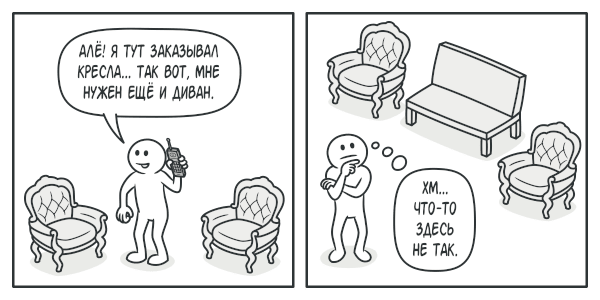 АЛЁ! Я ТУТ ЗАКАЗЫВАЛ
КРЕСЛА... ТАК ВОТ, МНЕ
НУЖЕН ЕЩЁ И ДИВАН.
ХМ...
ЧТО-ТО
ЗДЕСЬ
НЕ ТАК.